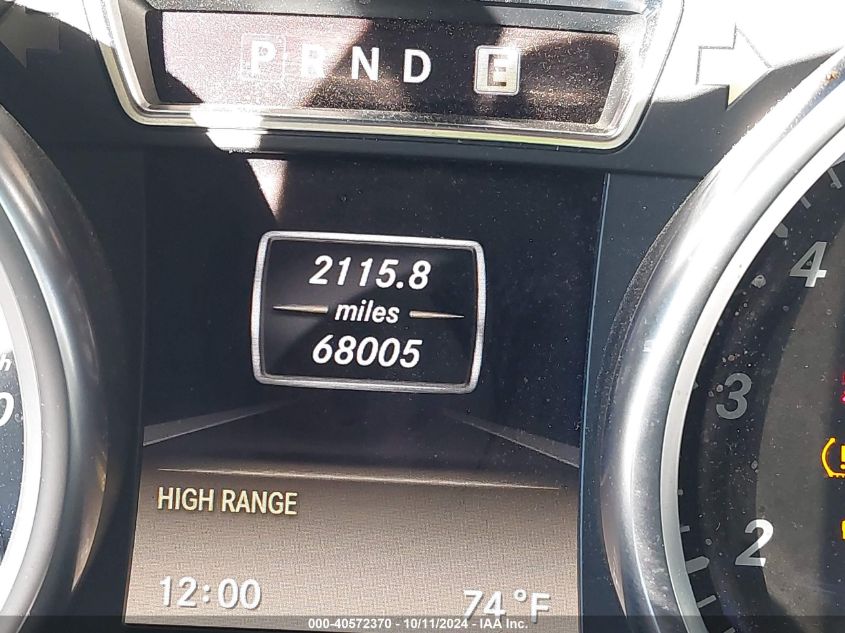 P R N D E
2115.8
miles
68005
HIGH RANGE
12:00
74°F
4
3
2
h
0
000-40572370 - 10/11/2024 - IAA Inc.